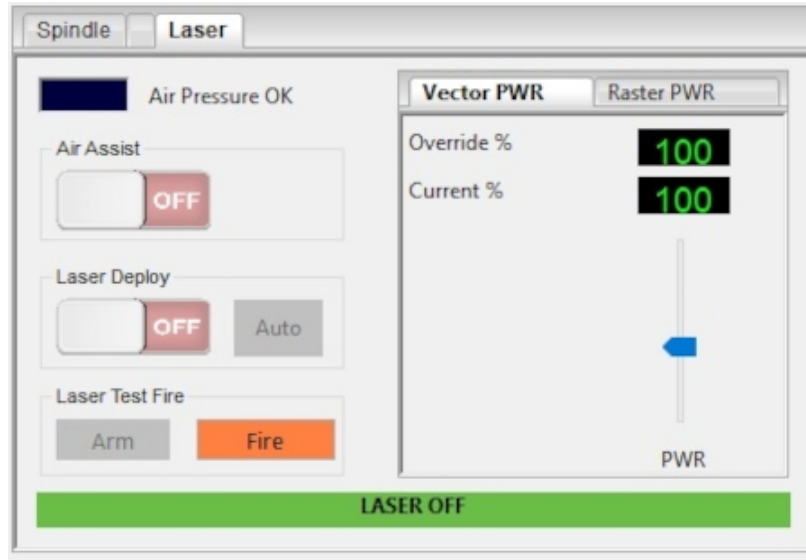 Spindle
Laser
Air Pressure OK
Air Assist
OFF
Laser Deploy
OFF
Auto
Laser Test Fire
Arm
Fire
Vector PWR
Raster PWR
Override %
100
Current %
100
PWR
LASER OFF